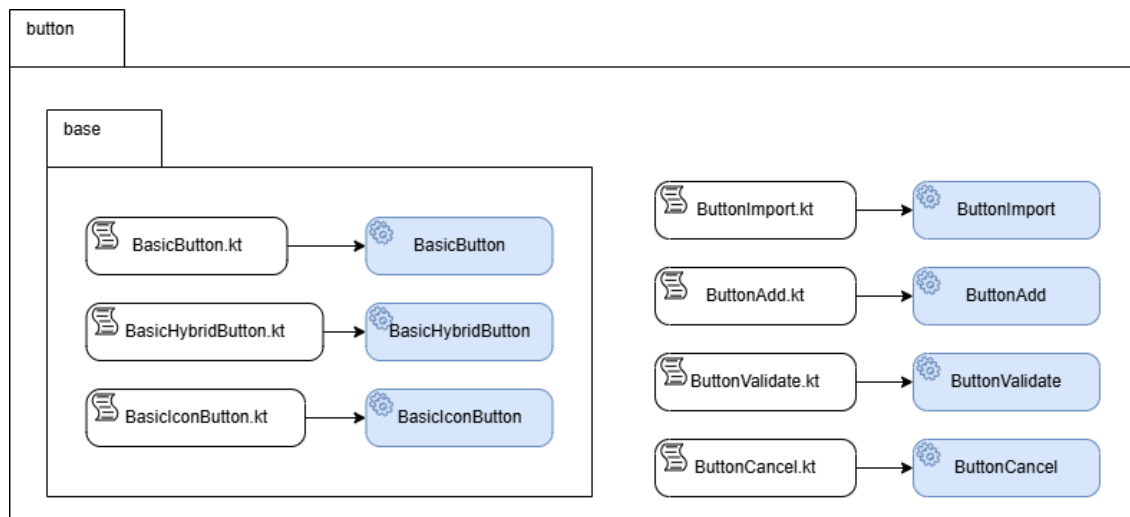 button
base
BasicButton.kt
BasicButton
BasicHybridButton.kt
BasicHybridButton
BasicIconButton.kt
BasicIconButton
ButtonImport.kt
ButtonImport
ButtonAdd.kt
ButtonAdd
ButtonValidate.kt
ButtonValidate
ButtonCancel.kt
ButtonCancel